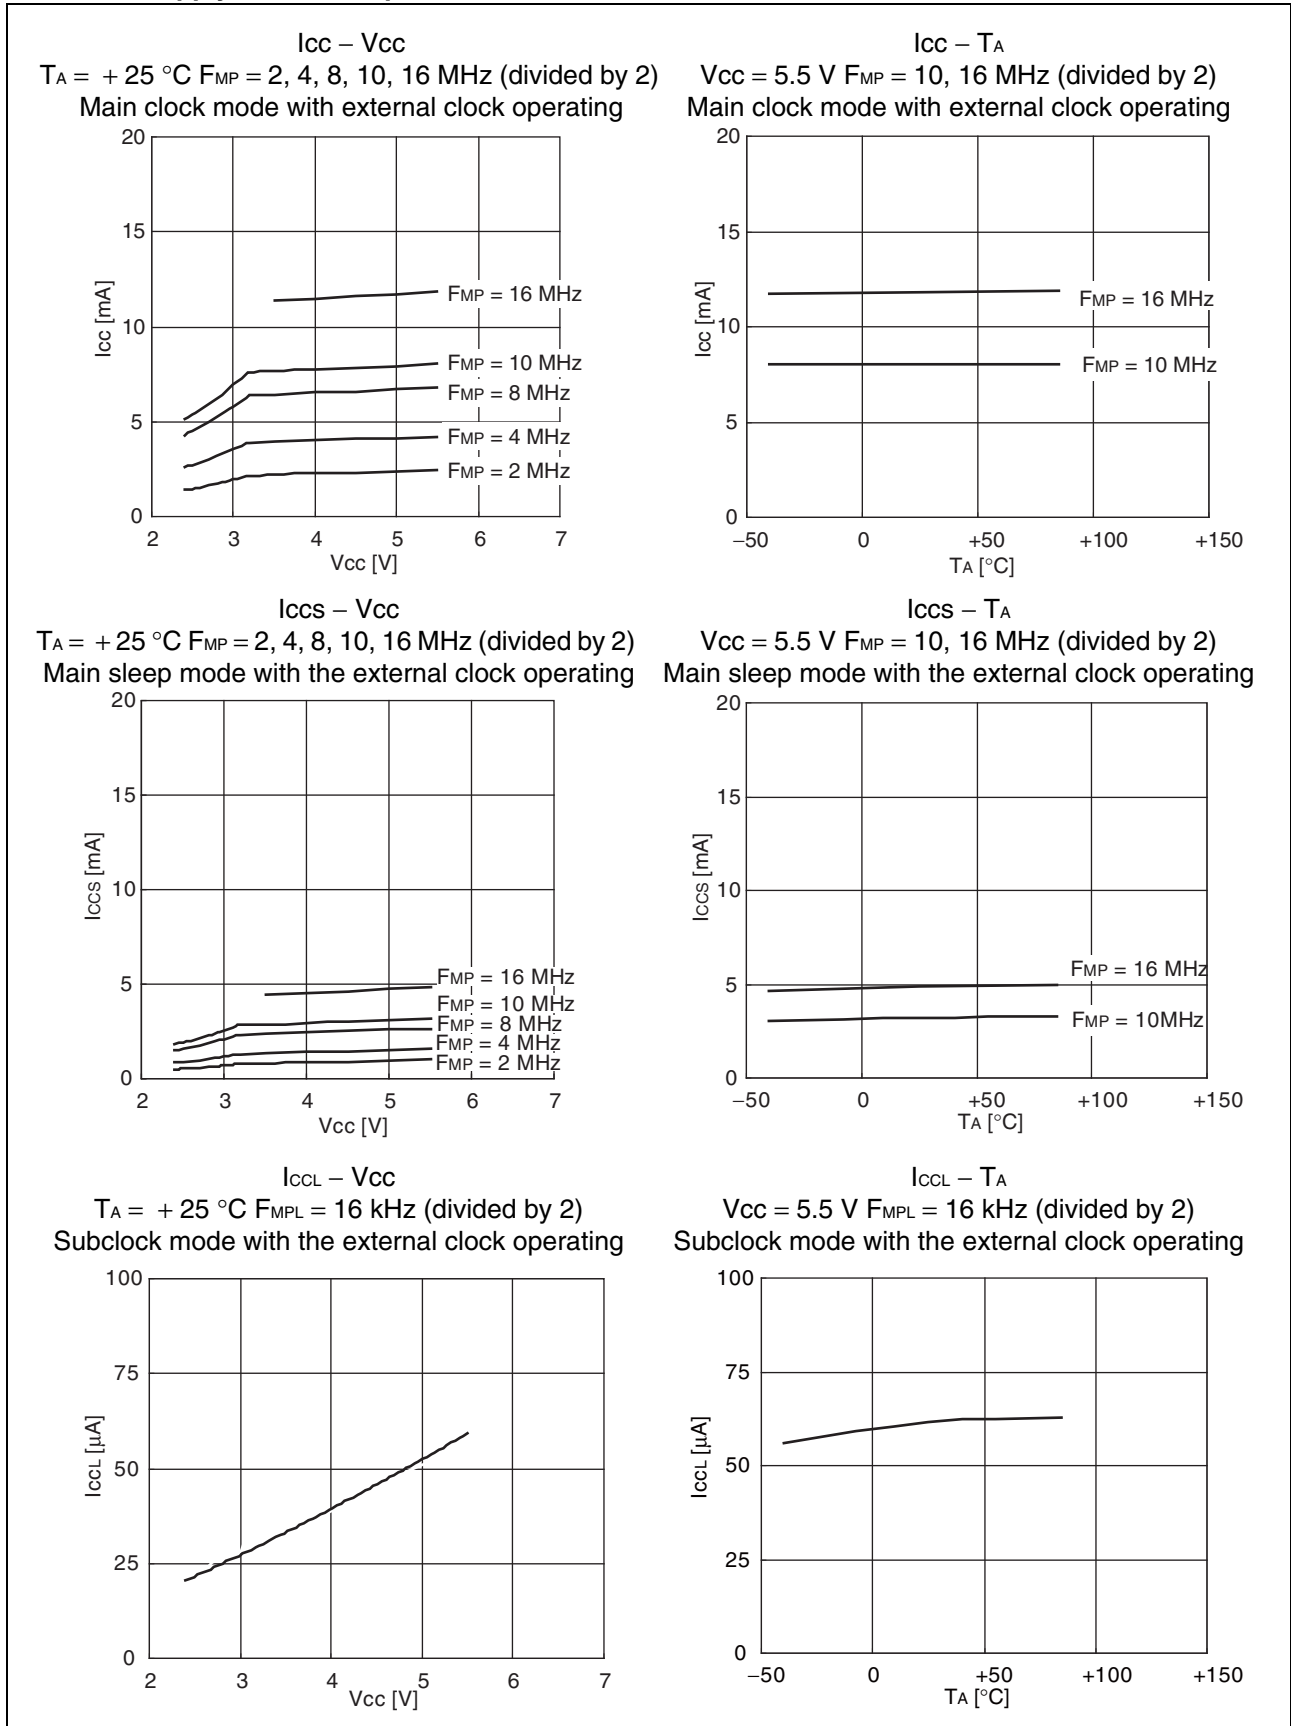 Icc – Vcc
TA = + 25 °C FMP = 2, 4, 8, 10, 16 MHz (divided by 2)
Main clock mode with external clock operating
20
15
10
5
0
Icc [mA]
FMP = 16 MHz
FMP = 10 MHz
FMP = 8 MHz
FMP = 4 MHz
FMP = 2 MHz
2 3 4 5 6 7
Vcc [V]
Icc – TA
Vcc = 5.5 V FMP = 10, 16 MHz (divided by 2)
Main clock mode with external clock operating
20
15
10
5
0
Icc [mA]
FMP = 16 MHz
FMP = 10 MHz
–50 0 +50 +100 +150
TA [°C]
Iccs – Vcc
TA = + 25 °C FMP = 2, 4, 8, 10, 16 MHz (divided by 2)
Main sleep mode with the external clock operating
20
15
10
5
0
Iccs [mA]
FMP = 16 MHz
FMP = 10 MHz
FMP = 8 MHz
FMP = 4 MHz
FMP = 2 MHz
2 3 4 5 6 7
Vcc [V]
Iccs – TA
Vcc = 5.5 V FMP = 10, 16 MHz (divided by 2)
Main sleep mode with the external clock operating
20
15
10
5
0
Iccs [mA]
FMP = 16 MHz
FMP = 10MHz
–50 0 +50 +100 +150
TA [°C]
ICCL – Vcc
TA = + 25 °C FMPL = 16 kHz (divided by 2)
Subclock mode with the external clock operating
100
75
50
25
0
ICCL [µA]
2 3 4 5 6 7
Vcc [V]
ICCL – TA
Vcc = 5.5 V FMPL = 16 kHz (divided by 2)
Subclock mode with the external clock operating
100
75
50
25
0
ICCL [µA]
–50 0 +50 +100 +150
TA [°C]